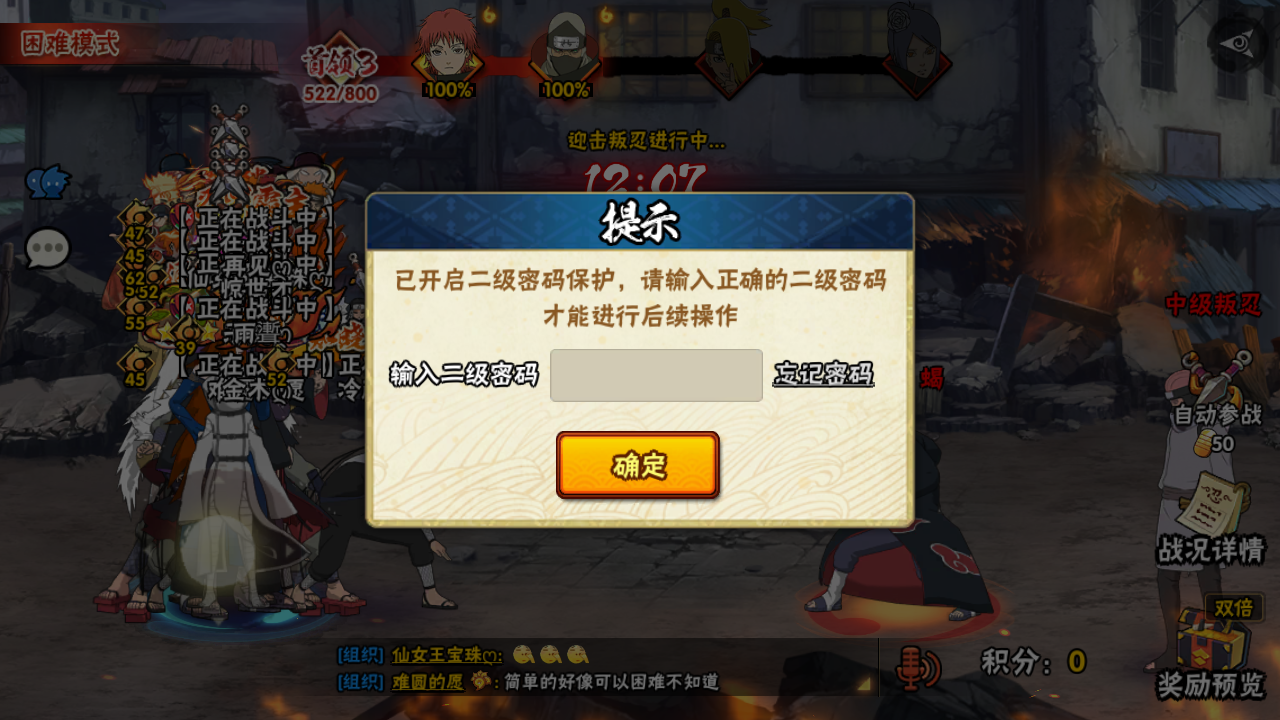 困难模式
首领3
522/800
6
6
100%
100%
迎击叛忍进行中...
12:07
提示
已开启二级密码保护，请输入正确的二级密码
才能进行后续操作
输入二级密码
忘记密码
确定
47
【正在战斗中】
45
【正在战斗中】
62
52
55
【正在战斗中】
39
45
52
中级叛忍
蝎
自动参战
50
战况详情
双倍
奖励预览
积分：0
[组织] 仙女王宝珠ღ:
[组织] 难圆的愿 : 简单的好像可以困难不知道